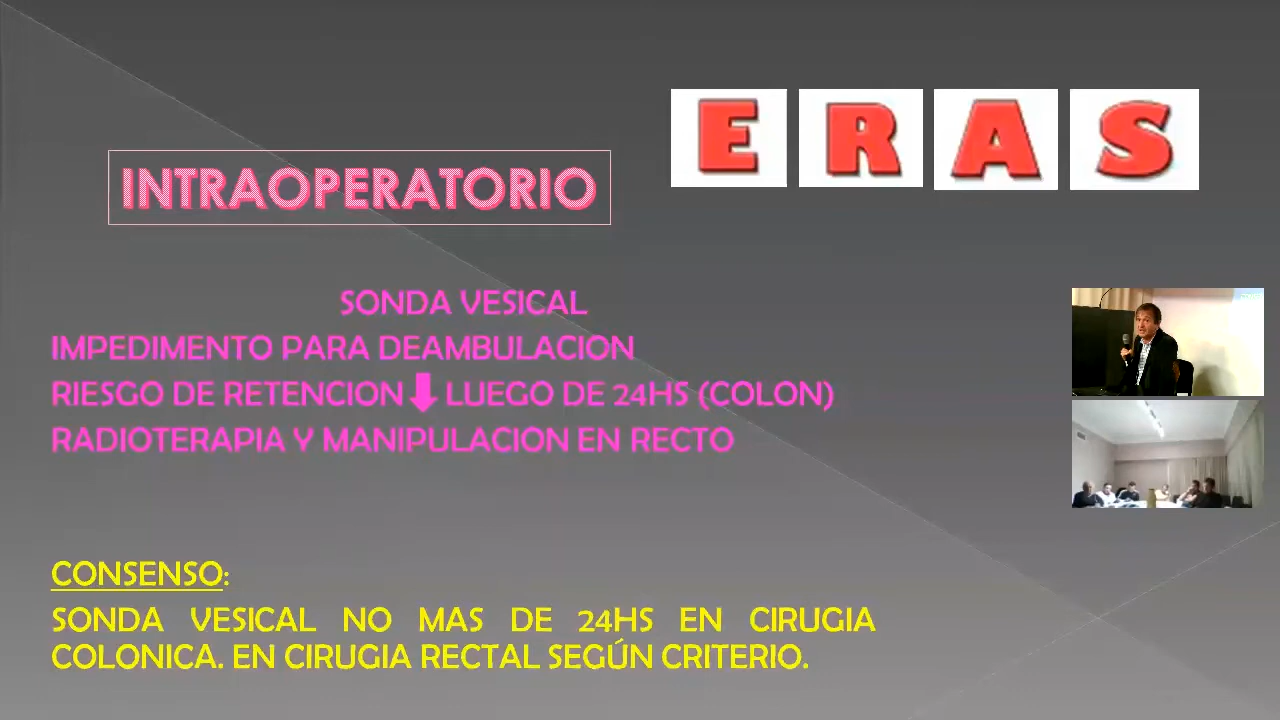 ERAS
INTRAOPERATORIO
SONDA VESICAL
IMPEDIMENTO PARA DEAMBULACION
RIESGO DE RETENCION LUEGO DE 24HS (COLON)
RADIOTERAPIA Y MANIPULACION EN RECTO
CONSENSO:
SONDA VESICAL NO MAS DE 24HS EN CIRUGIA
COLONICA. EN CIRUGIA RECTAL SEGÚN CRITERIO.